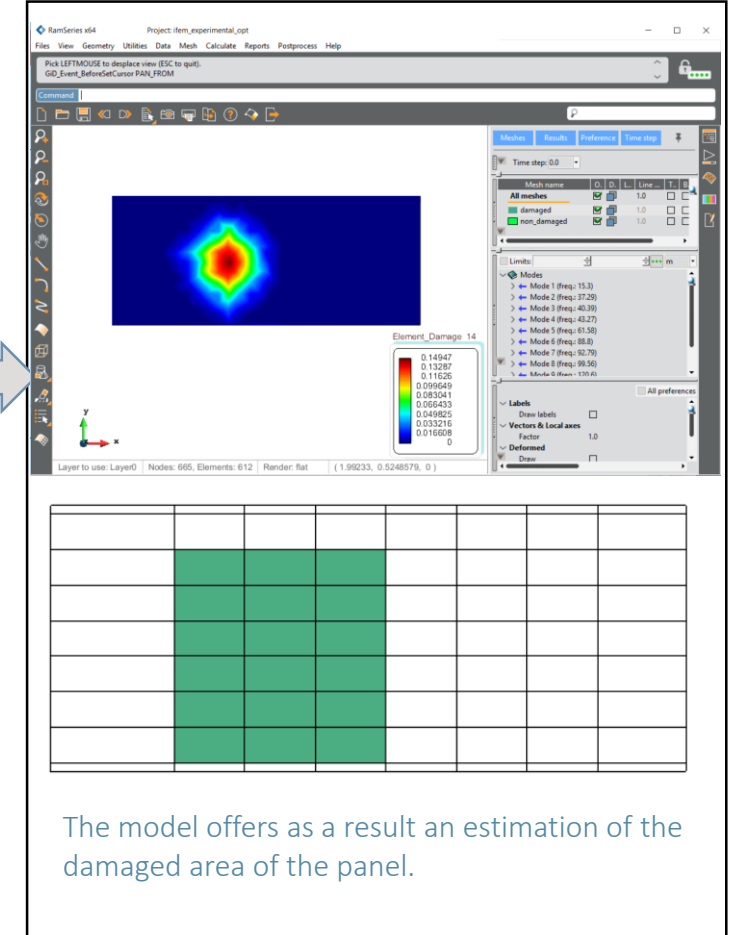 RamSeries x64 Project: ifem_experimental_opt
Files View Geometry Utilities Data Mesh Calculate Reports Postprocess Help
Pick LEFTMOUSE to desplace view (ESC to quit).
GiD_Event_BeforeSetCursor PAN_FROM
Command
Meshes Results Preference Time step
Time step: 0.0
Mesh name O. D. L.. Line ... T..
All meshes 1.0
damaged 1.0
non_damaged 1.0
Limits: m
Modes
Mode 1 (freq.: 15.3)
Mode 2 (freq.: 37.29)
Mode 3 (freq.: 40.39)
Mode 4 (freq.: 43.27)
Mode 5 (freq.: 61.58)
Mode 6 (freq.: 88.8)
Mode 7 (freq.: 92.79)
Mode 8 (freq.: 99.56)
Mode 9 (freq.: 120.6)
Element_Damage 14
0.14947
0.13287
0.11626
0.099649
0.083041
0.066433
0.049825
0.033216
0.016608
0
y
x
All preferences
Labels
Draw labels
Vectors & Local axes
Factor 1.0
Deformed
Draw
Layer to use: Layer0 Nodes: 665, Elements: 612 Render: flat ( 1.99233, 0.5248579, 0 )
The model offers as a result an estimation of the
damaged area of the panel.